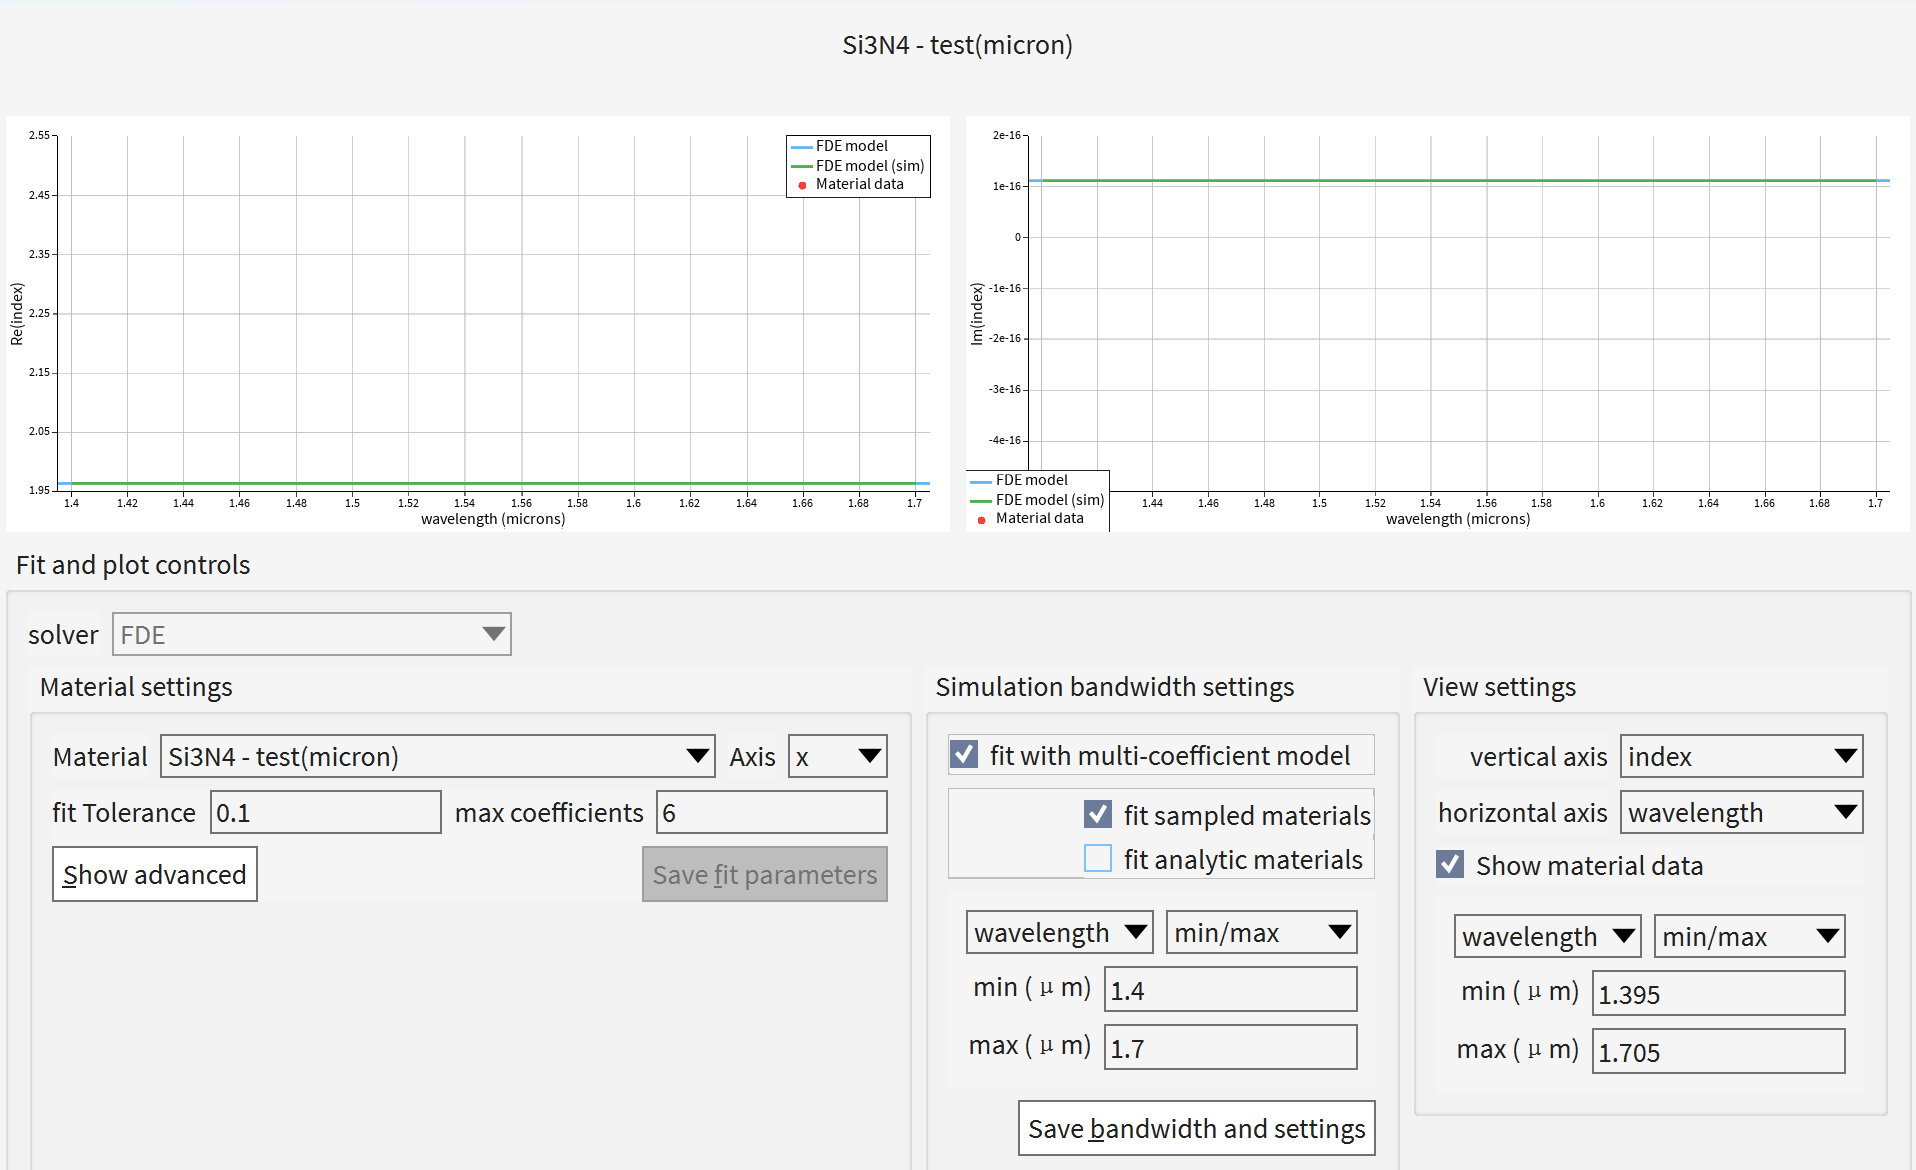 Si3N4 - test(micron)
2.55
2.45
2.35
2.25
2.15
2.05
1.95
Re(index)
1.4 1.42 1.44 1.46 1.48 1.5 1.52 1.54 1.56 1.58 1.6 1.62 1.64 1.66 1.68 1.7
wavelength (microns)
FDE model
FDE model (sim)
Material data
2e-16
1e-16
0
-1e-16
-2e-16
-3e-16
-4e-16
Im(index)
1.44 1.46 1.48 1.5 1.52 1.54 1.56 1.58 1.6 1.62 1.64 1.66 1.68 1.7
wavelength (microns)
FDE model
FDE model (sim)
Material data
Fit and plot controls
solver FDE
Material settings
Material Si3N4 - test(micron) Axis x
fit Tolerance 0.1 max coefficients 6
Show advanced Save fit parameters
Simulation bandwidth settings
fit with multi-coefficient model
fit sampled materials
fit analytic materials
wavelength min/max
min ( μ m) 1.4
max ( μ m) 1.7
Save bandwidth and settings
View settings
vertical axis index
horizontal axis wavelength
Show material data
wavelength min/max
min ( μ m) 1.395
max ( μ m) 1.705